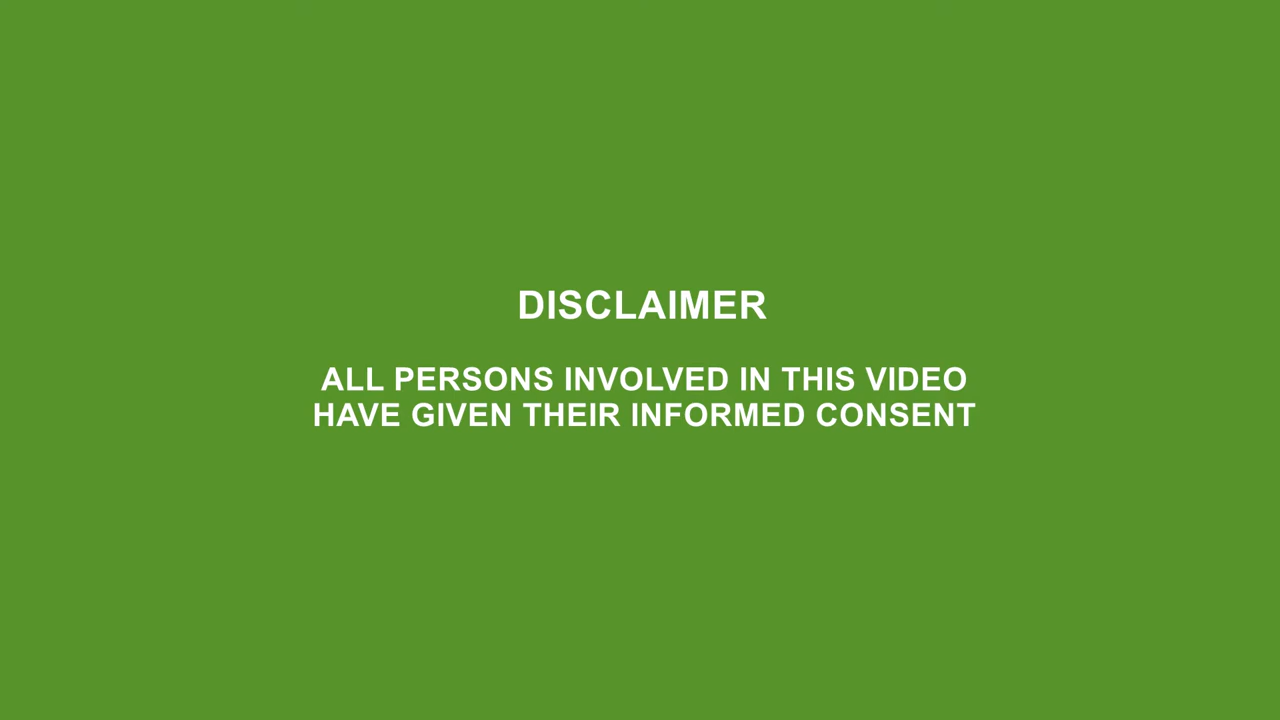 DISCLAIMER
ALL PERSONS INVOLVED IN THIS VIDEO
HAVE GIVEN THEIR INFORMED CONSENT